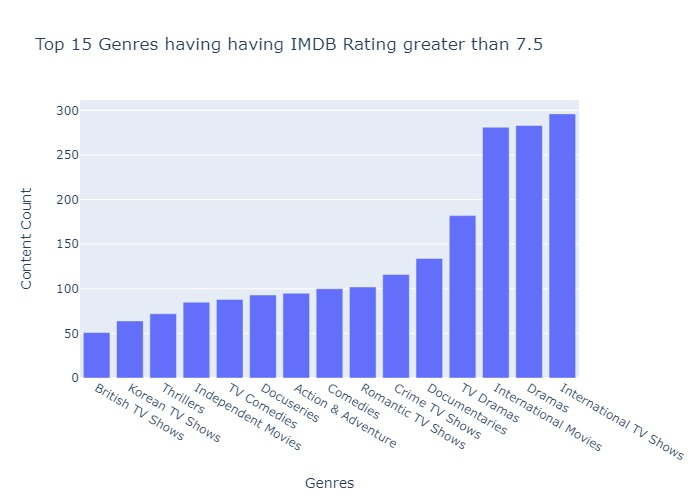 Top 15 Genres having having IMDB Rating greater than 7.5
Content Count
300
250
200
150
100
50
0
British TV Shows
Korean TV Shows
Thrillers
Independent Movies
TV Comedies
Docuseries
Action & Adventure
Comedies
Romantic TV Shows
Crime TV Shows
Documentaries
TV Dramas
International Movies
Dramas
International TV Shows
Genres